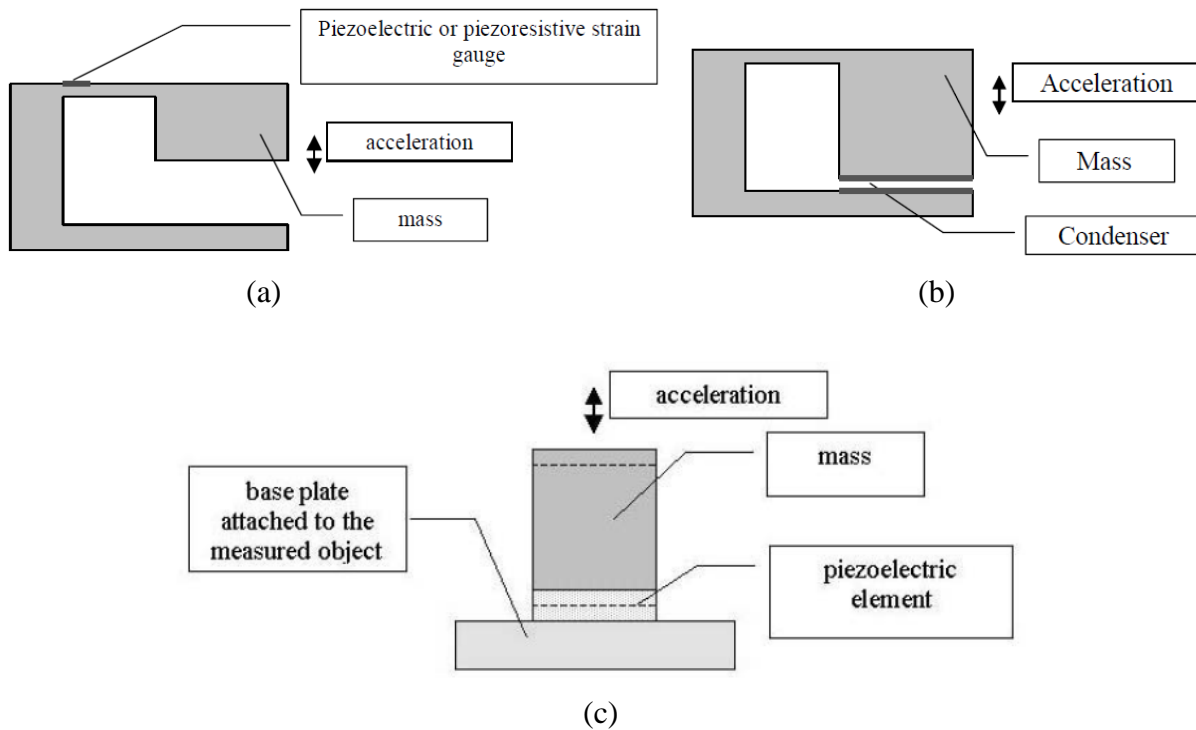 Piezoelectric or piezoresistive strain
gauge
acceleration
mass
(a)
Acceleration
Mass
Condenser
(b)
acceleration
mass
base plate
attached to the
measured object
piezoelectric
element
(c)